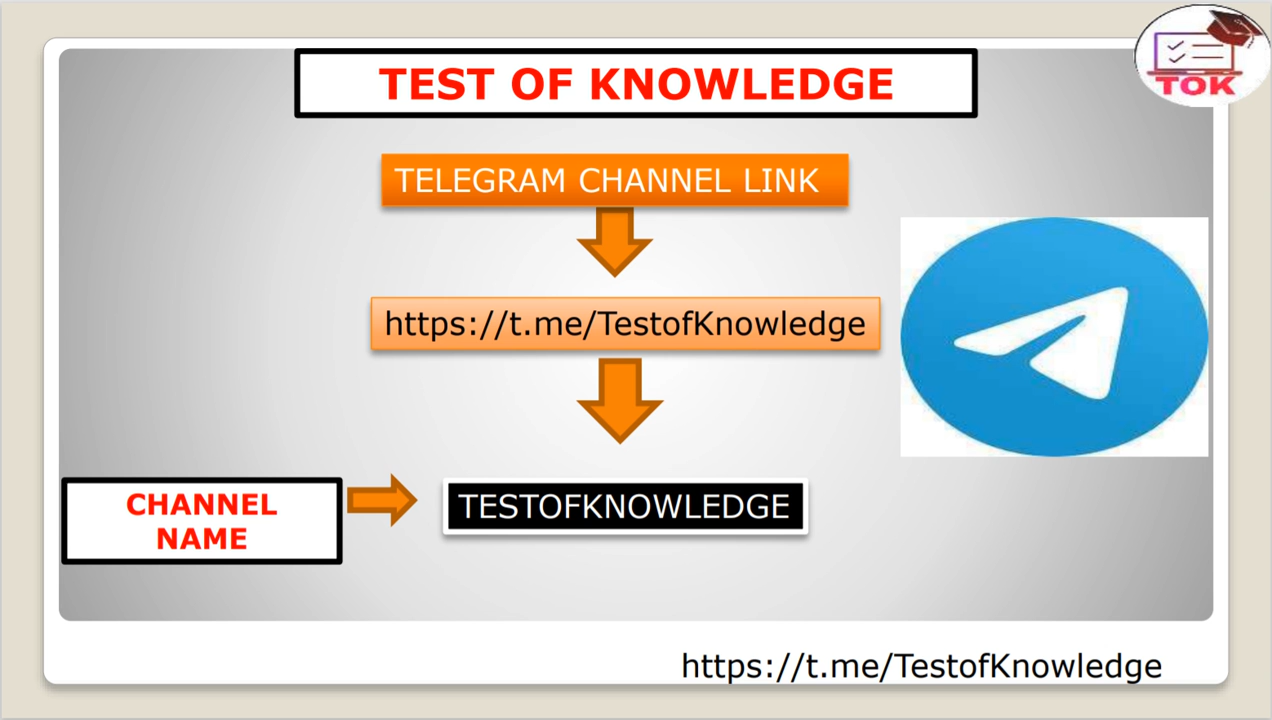 TEST OF KNOWLEDGE
TOK
TELEGRAM CHANNEL LINK
https://t.me/TestofKnowledge
CHANNEL
NAME
TESTOFKNOWLEDGE
https://t.me/TestofKnowledge